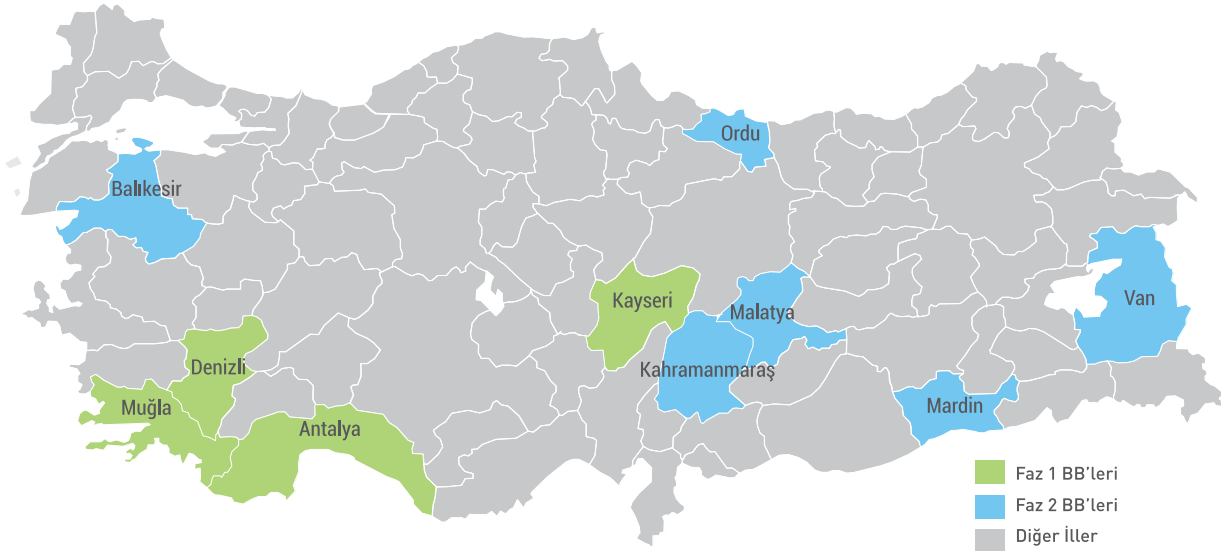 Ordu
Balıkesir
Kayseri
Malatya
Van
Denizli
Kahramanmaraş
Muğla
Mardin
Antalya
Faz 1 BB'leri
Faz 2 BB'leri
Diğer İller